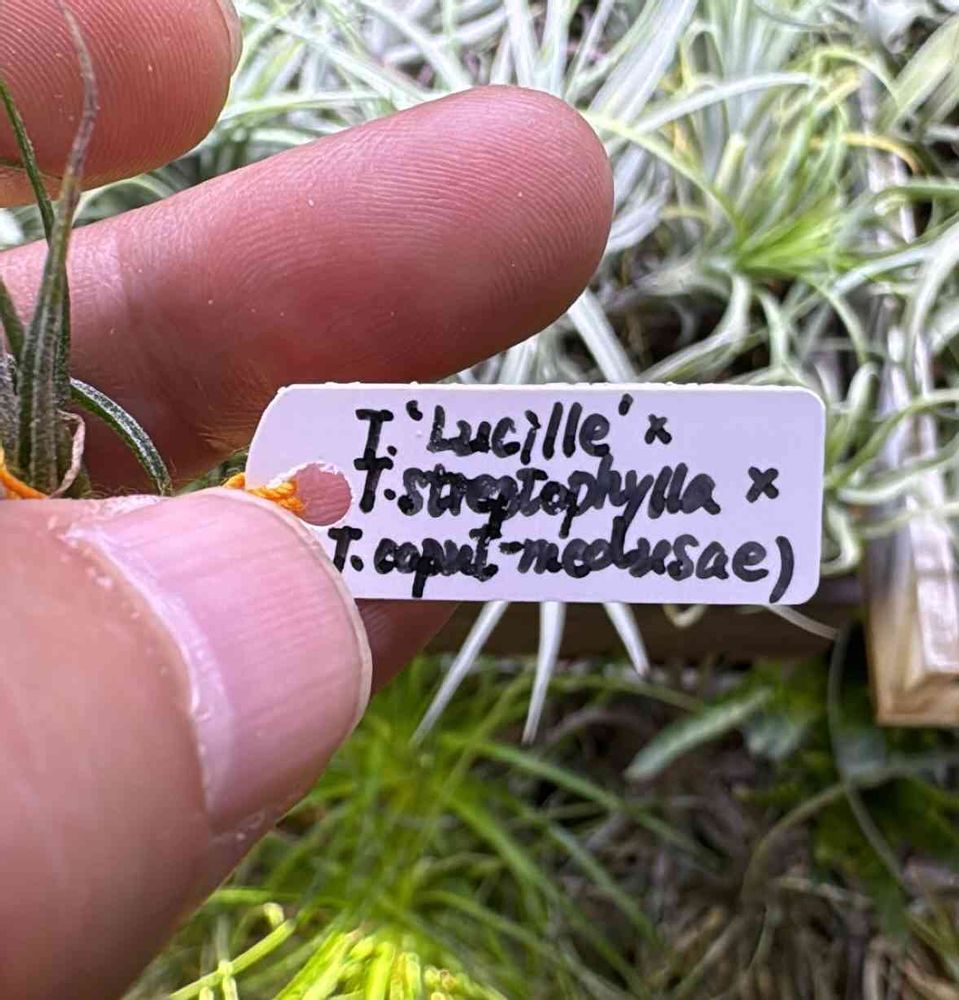 T. 'Lucille' x
T. streptophylla x
T. caput-medusae)